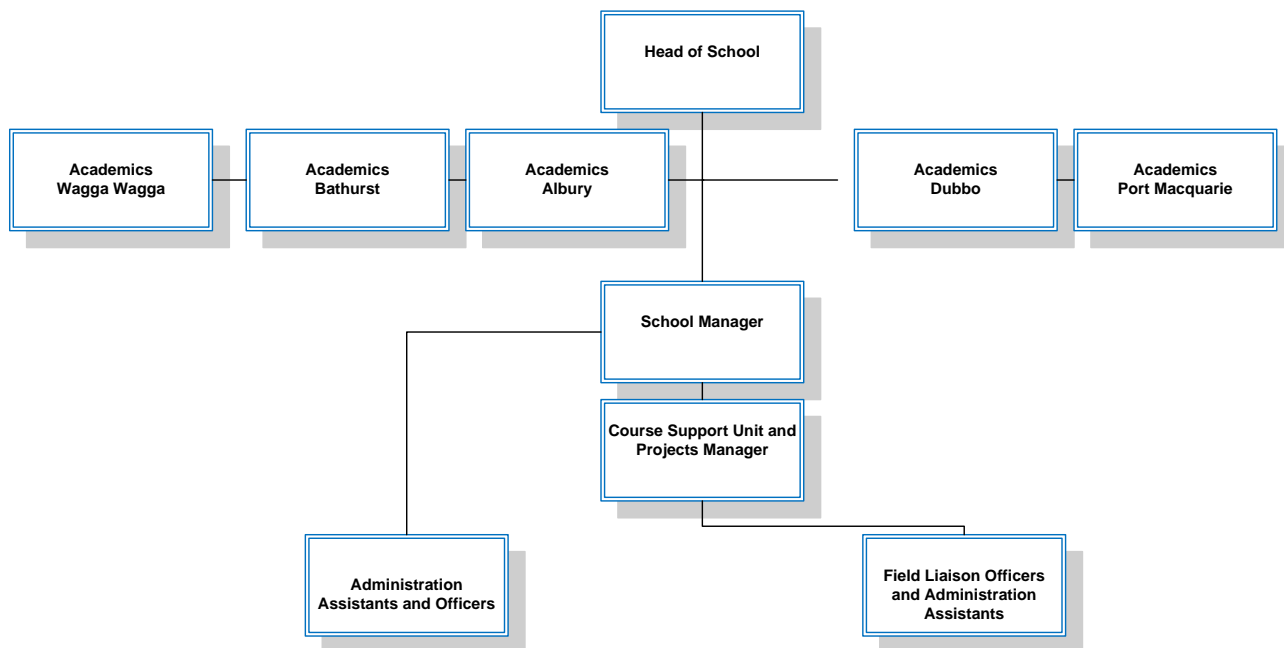 Head of School
Academics
Wagga Wagga
Academics
Bathurst
Academics
Albury
Academics
Dubbo
Academics
Port Macquarie
School Manager
Course Support Unit and
Projects Manager
Administration
Assistants and Officers
Field Liaison Officers
and Administration
Assistants